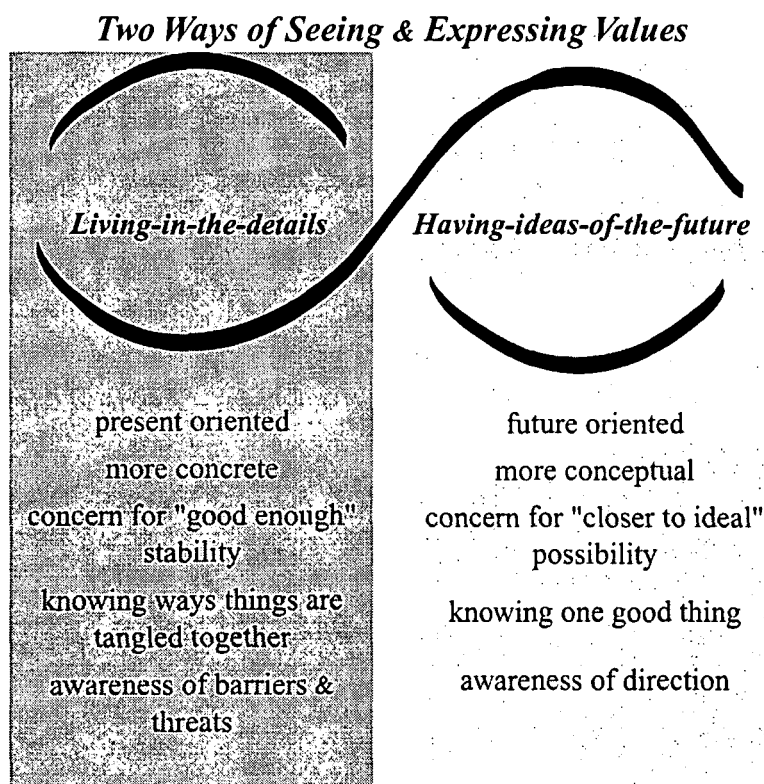 Two Ways of Seeing & Expressing Values
Living-in-the-details
Having-ideas-of-the-future
present oriented
more concrete
concern for "good enough"
stability
knowing ways things are
tangled together
awareness of barriers &
threats
future oriented
more conceptual
concern for "closer to ideal"
possibility
knowing one good thing
awareness of direction